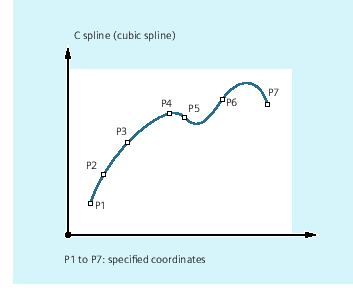 C spline (cubic spline)
P4
P5
P6
P7
P3
P2
P1
P1 to P7: specified coordinates